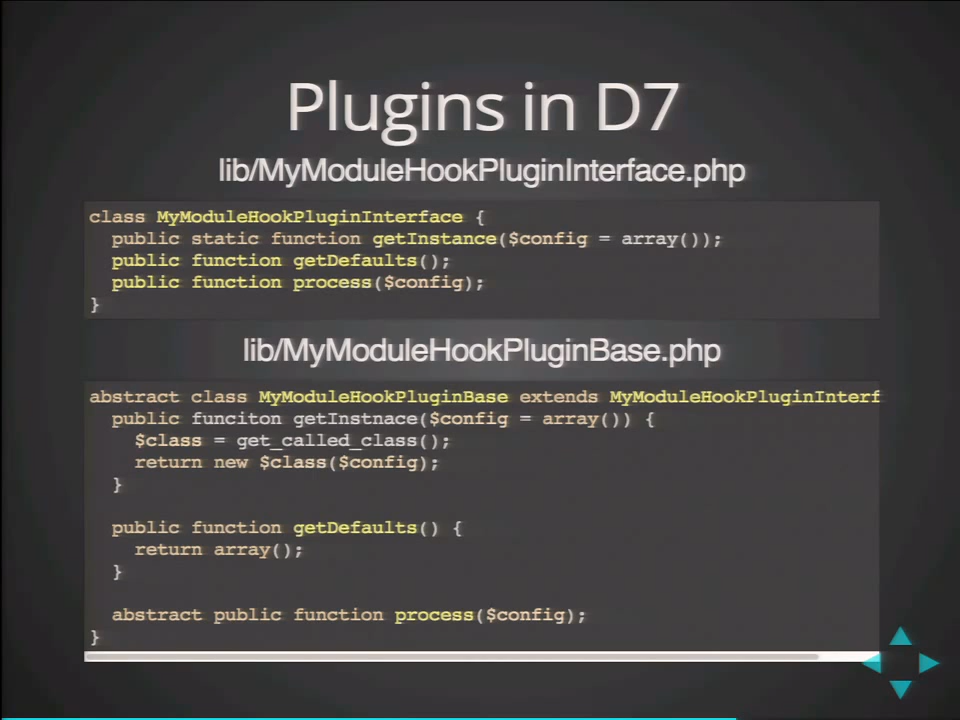 Plugins in D7
lib/MyModuleHookPluginInterface.php
class MyModuleHookPluginInterface {
  public static function getInstance($config = array());
  public function getDefaults();
  public function process($config);
}
lib/MyModuleHookPluginBase.php
abstract class MyModuleHookPluginBase extends MyModuleHookPluginInterf
  public funciton getInstnace($config = array()) {
    $class = get_called_class();
    return new $class($config);
  }
  public function getDefaults() {
    return array();
  }
  abstract public function process($config);
}